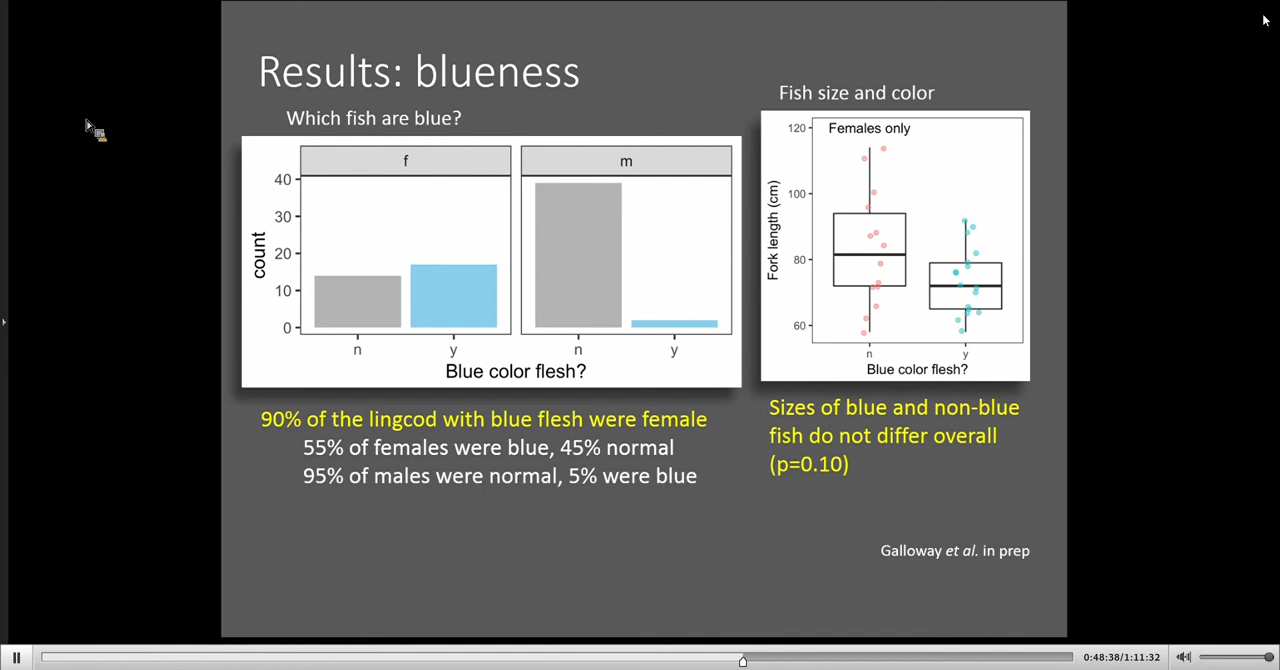 Results: blueness
Which fish are blue?
f
m
40
30
20
10
0
count
n
y
n
y
Blue color flesh?
90% of the lingcod with blue flesh were female
55% of females were blue, 45% normal
95% of males were normal, 5% were blue
Fish size and color
Females only
120
100
80
60
Fork length (cm)
n
y
Blue color flesh?
Sizes of blue and non-blue
fish do not differ overall
(p=0.10)
Galloway et al. in prep
0:48:38/1:11:32